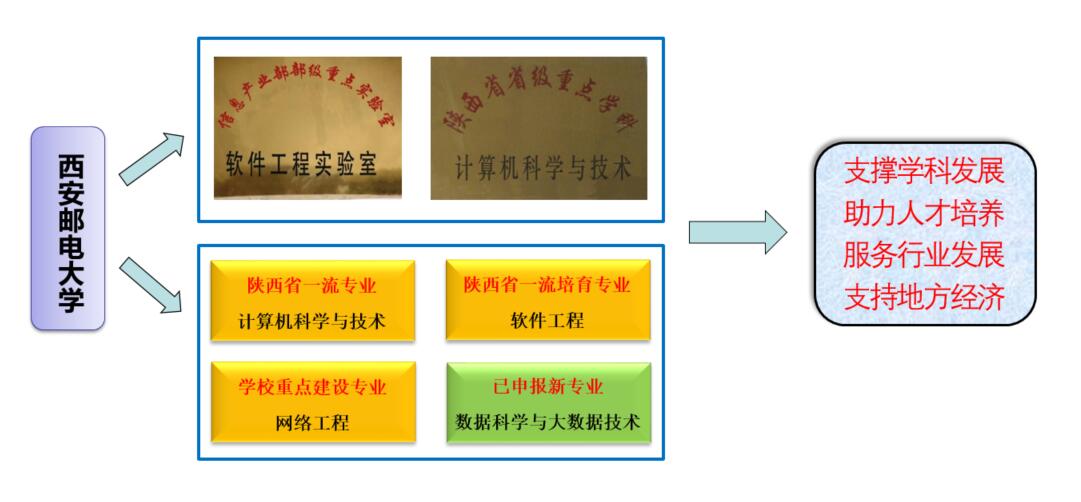 西安邮电大学
信息产业部部级重点实验室
软件工程实验室
陕西省省级重点学科
计算机科学与技术
陕西省一流专业
计算机科学与技术
陕西省一流培育专业
软件工程
学校重点建设专业
网络工程
已申报新专业
数据科学与大数据技术
支撑学科发展
助力人才培养
服务行业发展
支持地方经济